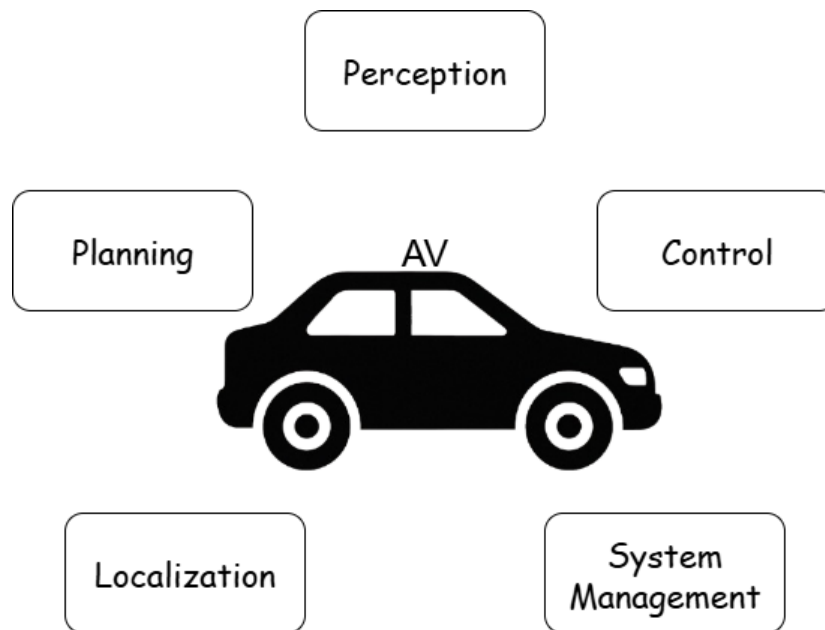 Perception
Planning
AV
Control
Localization
System
Management